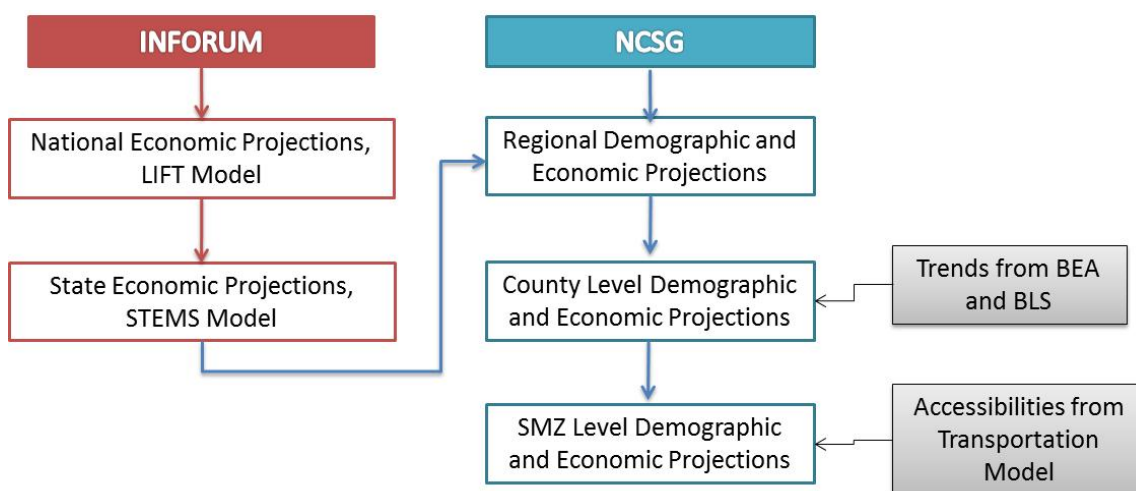 INFORUM
NCSG
National Economic Projections,
LIFT Model
Regional Demographic and
Economic Projections
State Economic Projections,
STEMS Model
County Level Demographic
and Economic Projections
Trends from BEA
and BLS
SMZ Level Demographic
and Economic Projections
Accessibilities from
Transportation
Model